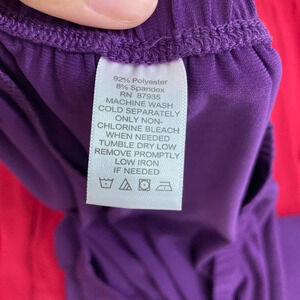 92% Polyester
8% Spandex
RN 87935
MACHINE WASH
COLD SEPARATELY
ONLY NON-
CHLORINE BLEACH
WHEN NEEDED
TUMBLE DRY LOW
REMOVE PROMPTLY
LOW IRON
IF NEEDED